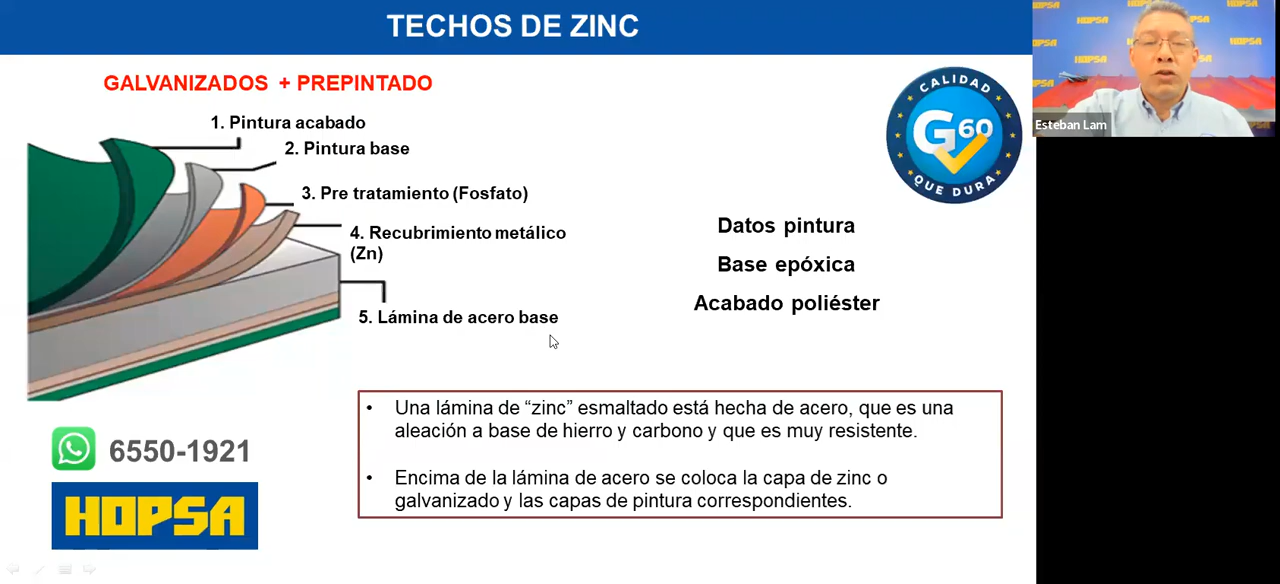 TECHOS DE ZINC
GALVANIZADOS + PREPINTADO
1. Pintura acabado
2. Pintura base
3. Pre tratamiento (Fosfato)
4. Recubrimiento metálico
(Zn)
5. Lámina de acero base
CALIDAD
G60
QUE DURA
Datos pintura
Base epóxica
Acabado poliéster
• Una lámina de “zinc” esmaltado está hecha de acero, que es una
aleación a base de hierro y carbono y que es muy resistente.
• Encima de la lámina de acero se coloca la capa de zinc o
galvanizado y las capas de pintura correspondientes.
6550-1921
HOPSA
HOPSA
HOPSA
HOPSA
HOPSA
Esteban Lam